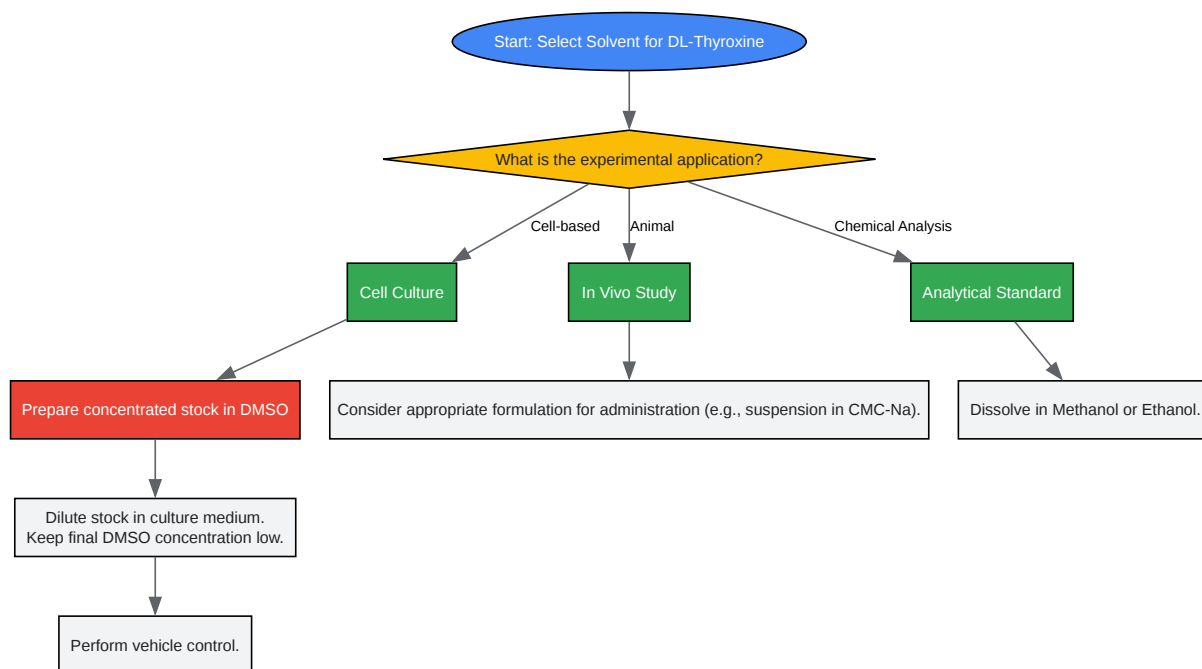 Start: Select Solvent for DL-Thyroxine
What is the experimental application?
Cell-based
Animal
Chemical Analysis
Cell Culture
In Vivo Study
Analytical Standard
Prepare concentrated stock in DMSO
Consider appropriate formulation for administration (e.g., suspension in CMC-Na).
Dissolve in Methanol or Ethanol.
Dilute stock in culture medium.
Keep final DMSO concentration low.
Perform vehicle control.